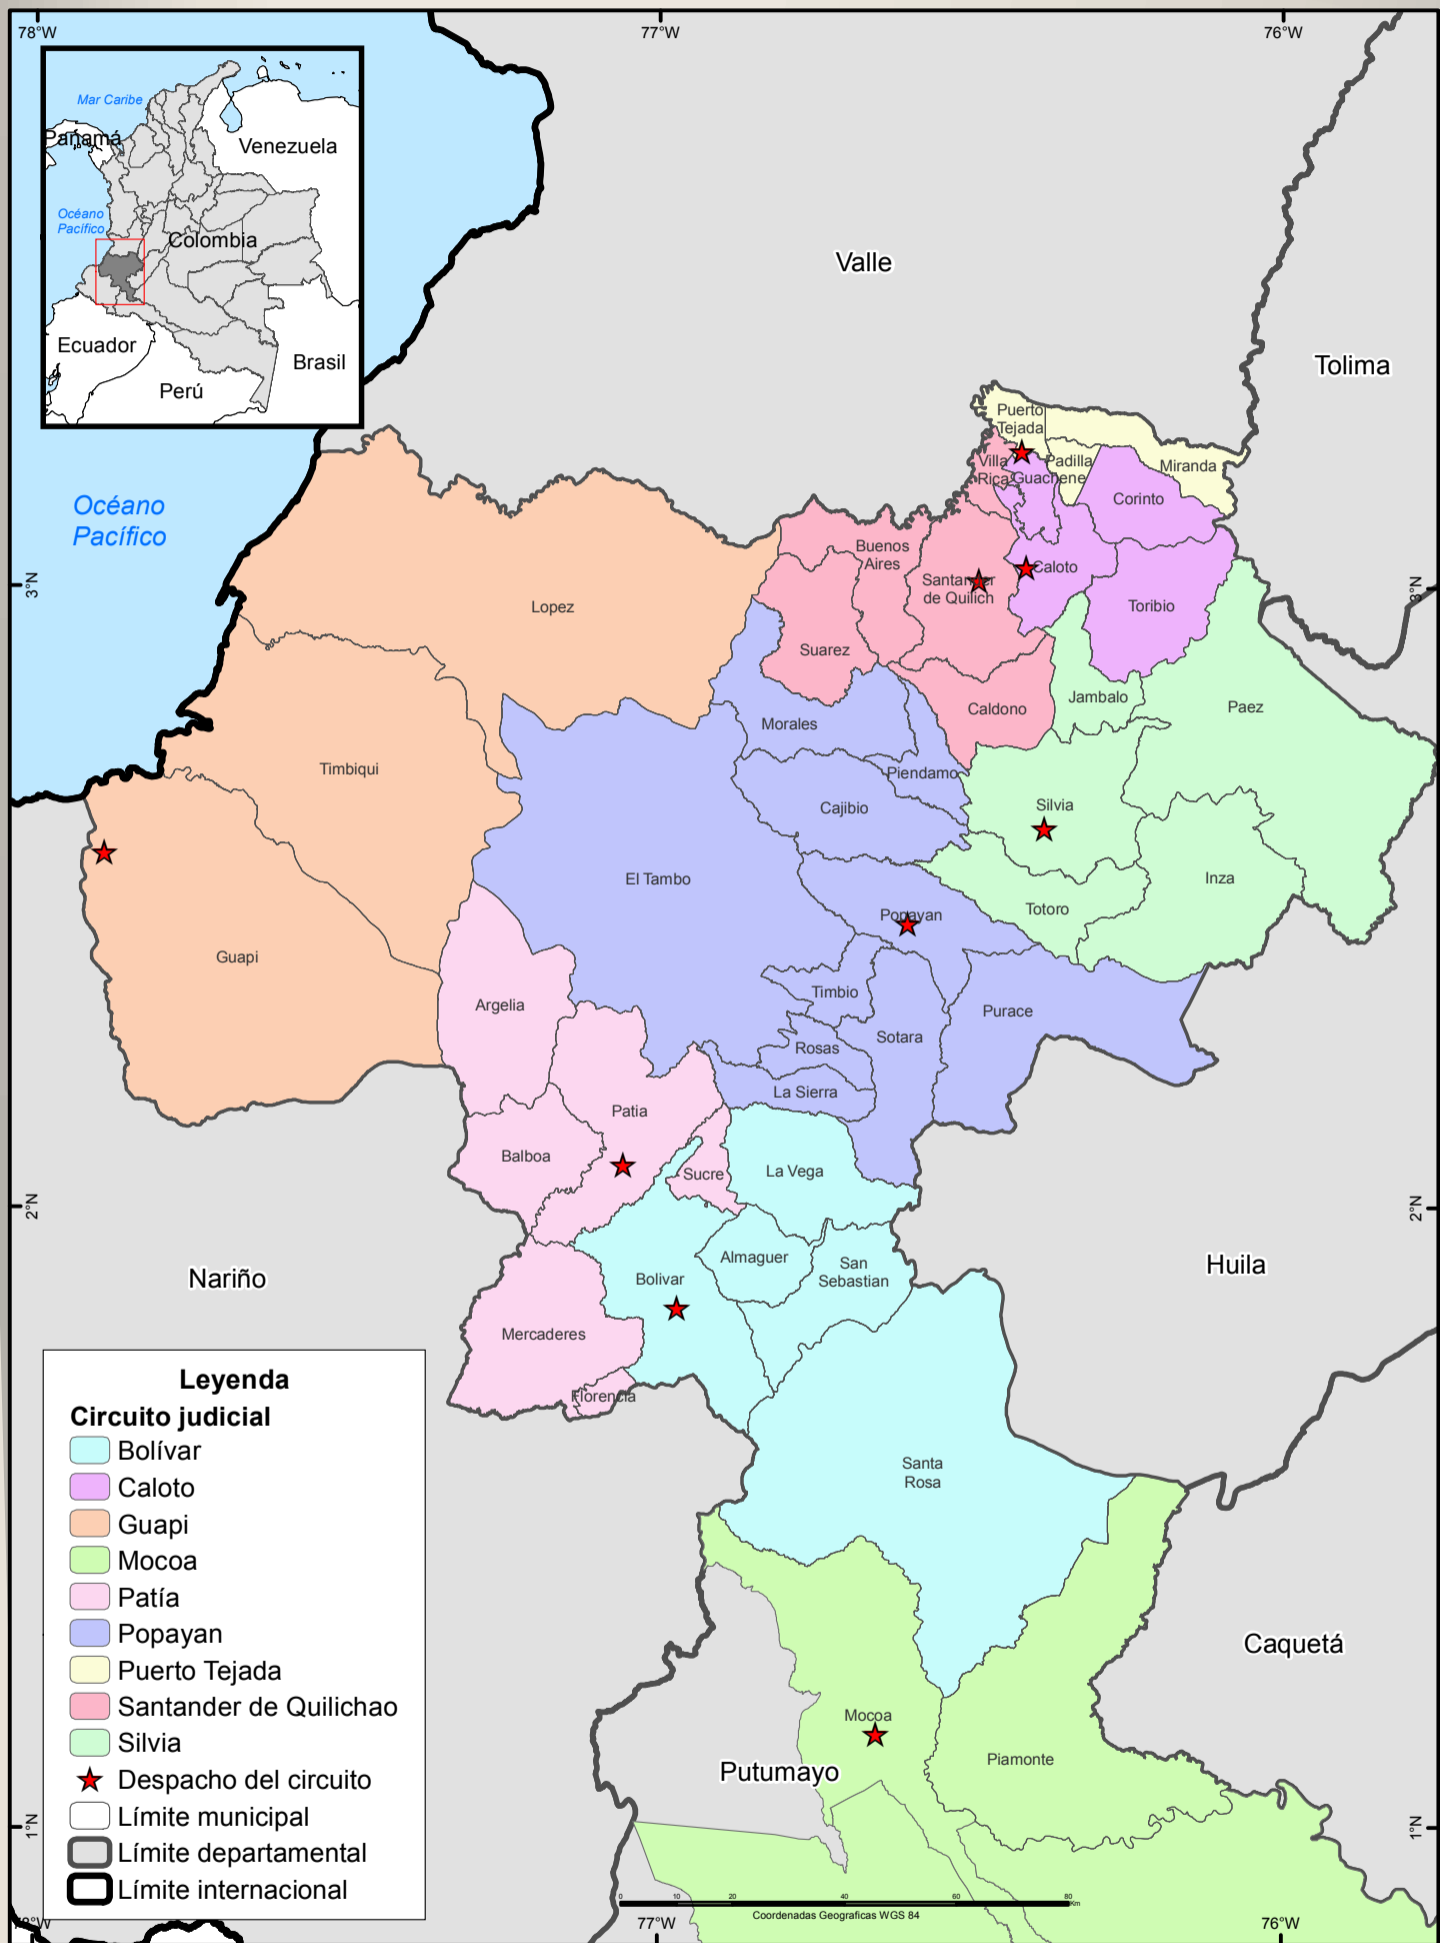 78°W
77°W
76°W
Mar Caribe
Panamá
Venezuela
Océano
Pacífico
Colombia
Ecuador
Perú
Brasil
Valle
Tolima
Océano
Pacífico
Puerto
Tejada
Villa
Rica
Padilla
Guachene
Miranda
Corinto
Buenos
Aires
Santander
de Quilich
Caloto
Toribio
3°N
3°N
Lopez
Suarez
Caldono
Jambalo
Paez
Morales
Piendamo
Timbiqui
Cajibio
Silvia
El Tambo
Inza
Totoro
Popayan
Guapi
Argelia
Timbio
Purace
Sotara
Rosas
La Sierra
Patia
Balboa
Sucre
La Vega
2°N
2°N
Almaguer
San
Sebastian
Bolivar
Nariño
Huila
Mercaderes
Florencia
Santa
Rosa
Caquetá
Mocoa
Piamonte
Putumayo
1°N
1°N
Leyenda
Circuito judicial
Bolívar
Caloto
Guapi
Mocoa
Patía
Popayan
Puerto Tejada
Santander de Quilichao
Silvia
Despacho del circuito
Límite municipal
Límite departamental
Límite internacional
0 10 20 40 60 80
Km
Coordenadas Geograficas WGS 84
78°W
77°W
76°W